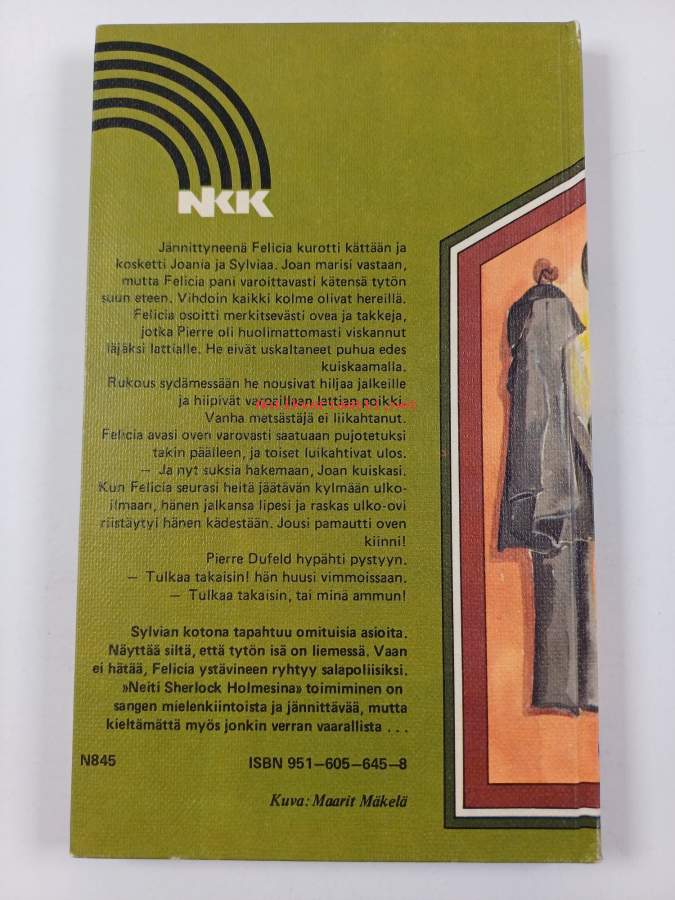 NKK
Jännittyneenä Felicia kurotti kättään ja
kosketti Joania ja Sylviaa. Joan marisi vastaan,
mutta Felicia pani varoittavasti kätensä tytön
suun eteen. Vihdoin kaikki kolme olivat hereillä.
Felicia osoitti merkitsevästi ovea ja takkeja,
jotka Pierre oli huolimattomasti viskannut
läjäksi lattialle. He eivät uskaltaneet puhua edes
kuiskaamalla.
Rukous sydämessään he nousivat hiljaa jalkeille
ja hiipivät varpaillaan lattian poikki.
Vanha metsästäjä ei liikahtanut.
Felicia avasi oven varovasti saatuaan pujotetuksi
takin päälleen, ja toiset luikahtivat ulos.
— Ja nyt suksia hakemaan, Joan kuiskasi.
Kun Felicia seurasi heitä jäätävän kylmään ulko-
ilmaan, hänen jalkansa lipesi ja raskas ulko-ovi
riistäytyi hänen kädestään. Jousi pamautti oven
kiinni!
Pierre Dufeld hypähti pystyyn.
— Tulkaa takaisin! hän huusi vimmoissaan.
— Tulkaa takaisin, tai minä ammun!
Sylvian kotona tapahtuu omituisia asioita.
Näyttää siltä, että tytön isä on liemessä. Vaan
ei hätää, Felicia ystävineen ryhtyy salapoliisiksi.
»Neiti Sherlock Holmesina» toimiminen on
sangen mielenkiintoista ja jännittävää, mutta
kieltämättä myös jonkin verran vaarallista . . .
N845 ISBN 951—605—645—8
Kuva: Maarit Mäkelä